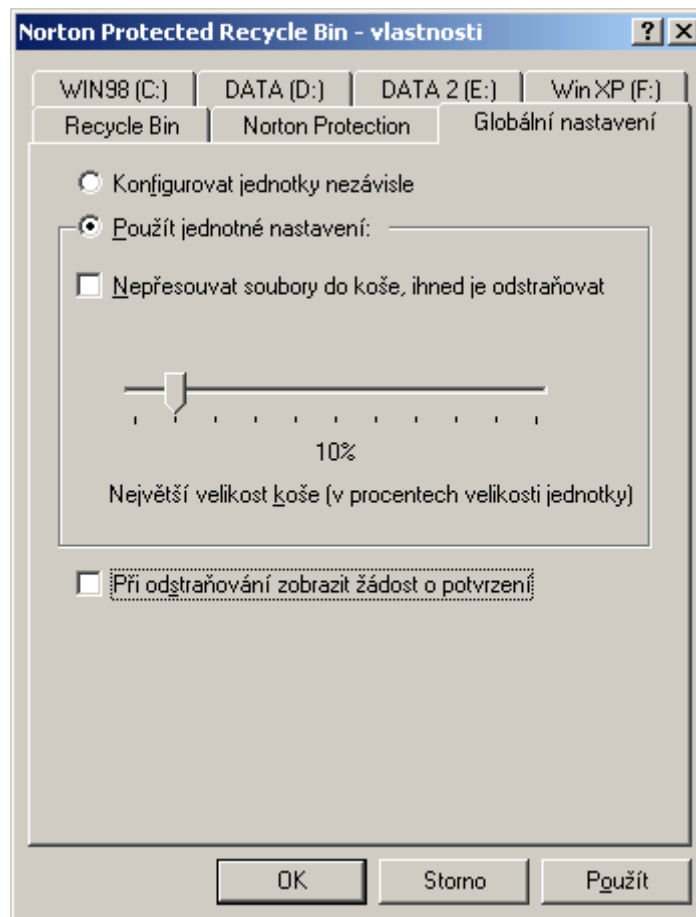 Norton Protected Recycle Bin - vlastnosti
WIN98 (C:) DATA (D:) DATA 2 (E:) Win XP (F:)
Recycle Bin Norton Protection Globální nastavení
Konfigurovat jednotky nezávisle
Použít jednotné nastavení:
Nepřesouvat soubory do koše, ihned je odstraňovat
10%
Největší velikost koše (v procentech velikosti jednotky)
Při odstraňování zobrazit žádost o potvrzení
OK Storno Použít